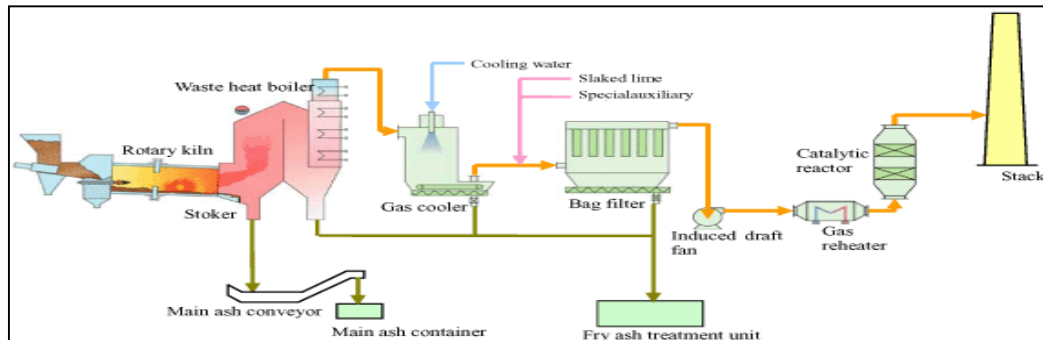 Cooling water
Slaked lime
Specialauxiliary
Waste heat boiler
Rotary kiln
Stoker
Gas cooler
Bag filter
Induced draft
fan
Gas
reheater
Catalytic
reactor
Stack
Main ash conveyor
Main ash container
Fry ash treatment unit